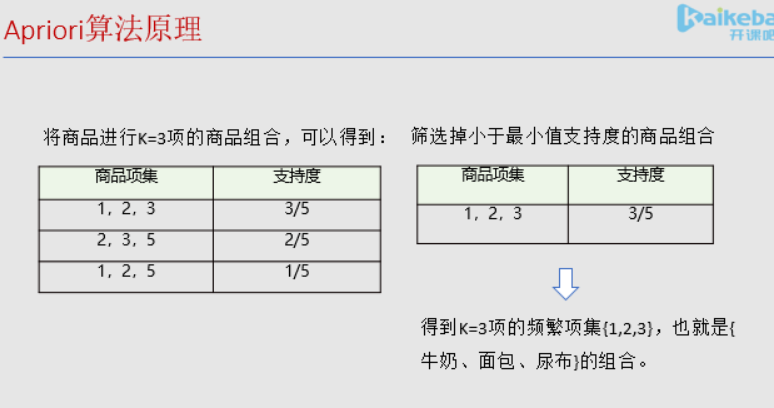 Apriori算法原理
Kaikeba
开课吧
将商品进行K=3项的商品组合，可以得到：
商品项集 支持度
1，2，3 3/5
2，3，5 2/5
1，2，5 1/5
筛选掉小于最小值支持度的商品组合
商品项集 支持度
1，2，3 3/5
得到K=3项的频繁项集{1,2,3}，也就是{
牛奶、面包、尿布}的组合。